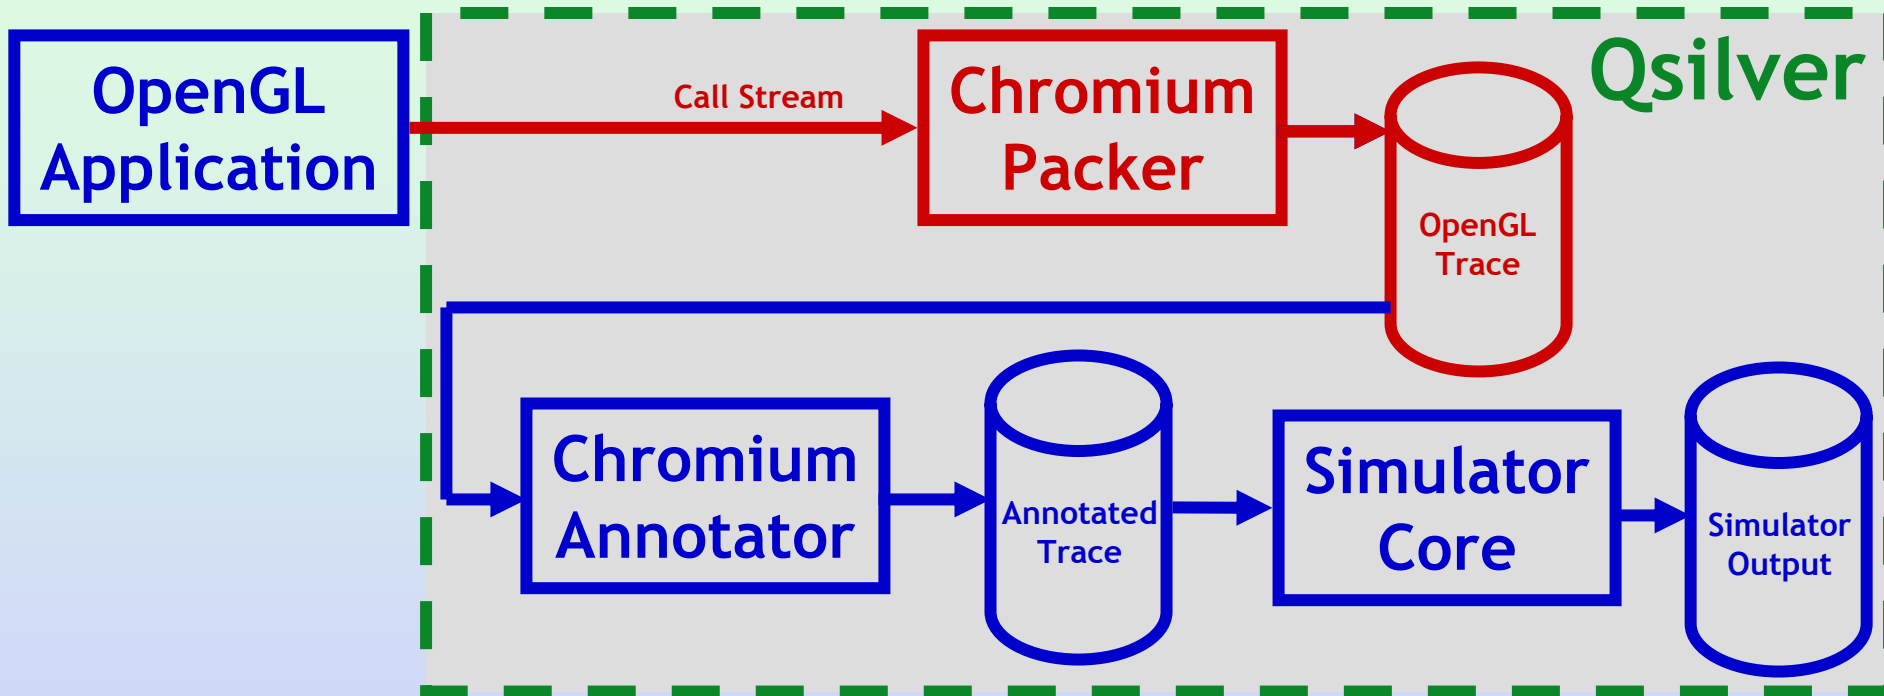 OpenGL
Application
Call Stream
Chromium
Packer
Qsilver
OpenGL
Trace
Chromium
Annotator
Annotated
Trace
Simulator
Core
Simulator
Output